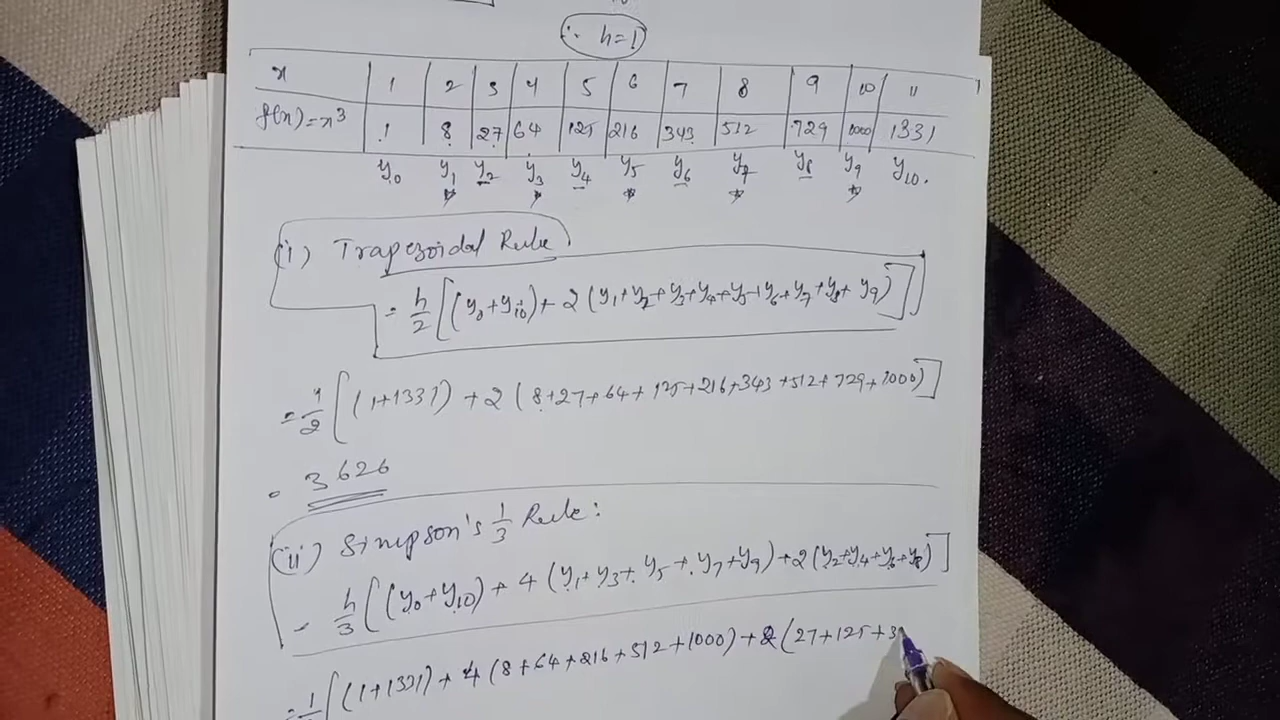 ∴ h=1
x 1 2 3 4 5 6 7 8 9 10 11
f(x)=x³ 1 8 27 64 125 216 343 512 729 1000 1331
y₀ y₁ y₂ y₃ y₄ y₅ y₆ y₇ y₈ y₉ y₁₀.
(i) Trapezoidal Rule
= h/2 [(y₀+y₁₀)+2(y₁+y₂+y₃+y₄+y₅+y₆+y₇+y₈+y₉)]
= 1/2 [(1+1331)+2(8+27+64+125+216+343+512+729+1000)]
= 3626
(ii) Simpson's 1/3 Rule:
= h/3 [(y₀+y₁₀)+4(y₁+y₃+y₅+y₇+y₉)+2(y₂+y₄+y₆+y₈)]
= [(1+1331)+4(8+64+216+512+1000)+2(27+125+3